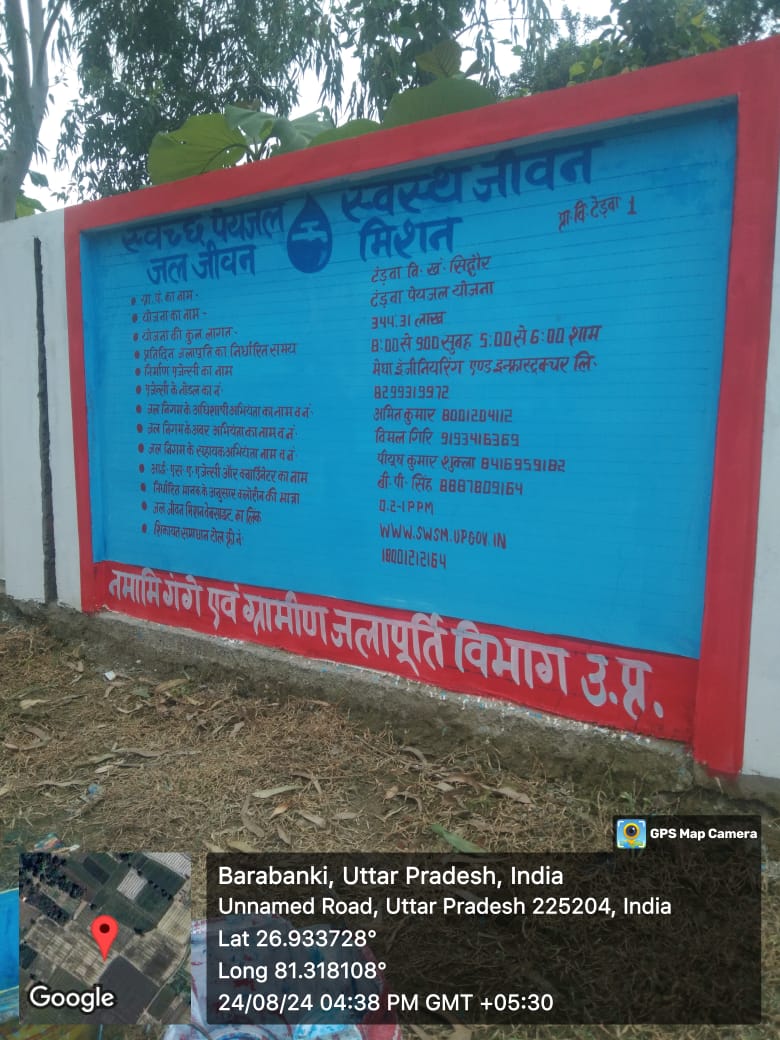 स्वच्छ पेयजल स्वस्थ जीवन
जल जीवन मिशन
प्रा. वि. टेड़वा 1
• ग्रा. पं. का नाम - टंड़वा वि. खं. सिद्धौर
• योजना का नाम - टंड़वा पेयजल योजना
• योजना की कुल लागत - 344.31 लाख
• प्रतिदिन जलापूर्ति का निर्धारित समय 8:00 से 9:00 सुबह 5:00 से 6:00 शाम
• निर्माण एजेन्सी का नाम मेघा इंजीनियरिंग एण्ड इन्फ्रास्ट्रक्चर लि.
• एजेन्सी के नोडल का नं. 8299319972
• जल निगम के अधिशाषी अभियंता का नाम व नं. अमित कुमार 8001204112
• जल निगम के अवर अभियंता का नाम व नं. विमल गिरि 9193416369
• जल निगम के सहायक अभियंता नाम व नं. पीयूष कुमार शुक्ला 8416959182
• आई. एस. ए. एजेन्सी और क्वार्डिनेटर का नाम बी. पी. सिंह 8887809164
• निर्धारित मानक के अनुसार क्लोरीन की मात्रा 0.2-1 PPM
• जल जीवन मिशन वेबसाइट का लिंक WWW.SWSM.UPGOV.IN
• शिकायत समाधान टोल फ्री नं. 18001212164
नमामि गंगे एवं ग्रामीण जलापूर्ति विभाग उ.प्र.
GPS Map Camera
Barabanki, Uttar Pradesh, India
Unnamed Road, Uttar Pradesh 225204, India
Lat 26.933728°
Long 81.318108°
24/08/24 04:38 PM GMT +05:30
Google